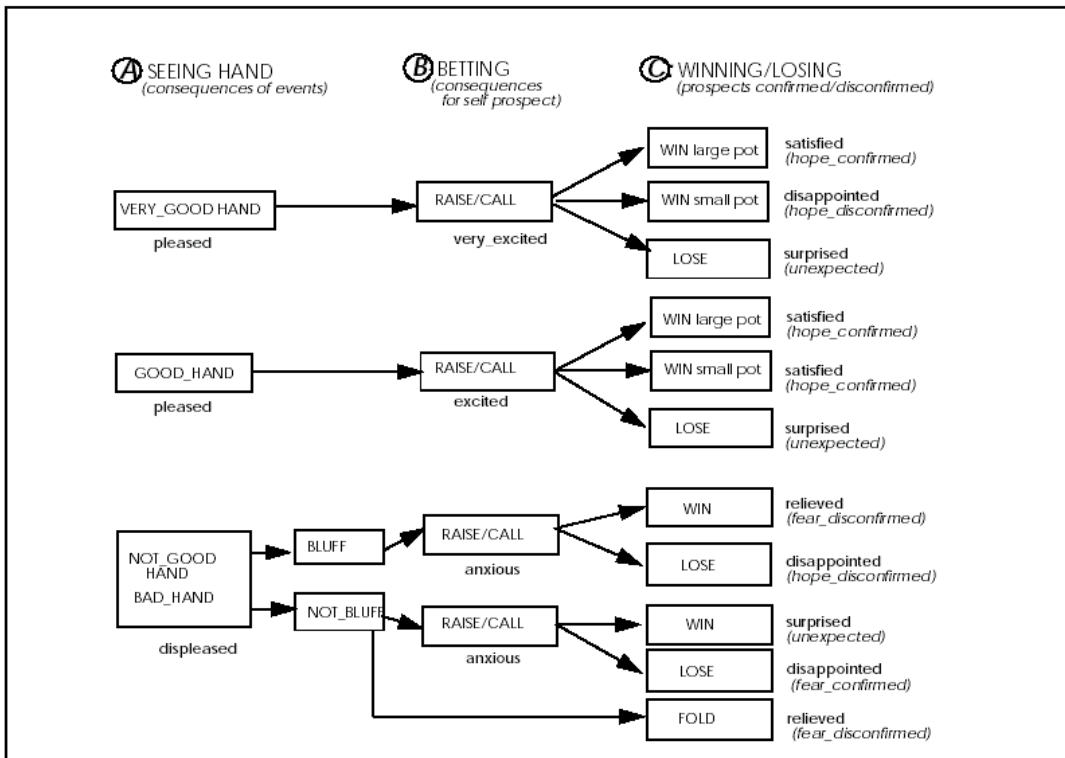 A SEEING HAND
(consequences of events)
B BETTING
(consequences
for self prospect)
C WINNING/LOSING
(prospects confirmed/disconfirmed)
VERY_GOOD HAND
pleased
RAISE/CALL
very_excited
WIN large pot
satisfied
(hope_confirmed)
WIN small pot
disappointed
(hope_disconfirmed)
LOSE
surprised
(unexpected)
GOOD_HAND
pleased
RAISE/CALL
excited
WIN large pot
satisfied
(hope_confirmed)
WIN small pot
satisfied
(hope_confirmed)
LOSE
surprised
(unexpected)
NOT_GOOD
HAND
BAD_HAND
displeased
BLUFF
RAISE/CALL
anxious
WIN
relieved
(fear_disconfirmed)
LOSE
disappointed
(hope_disconfirmed)
NOT_BLUFF
RAISE/CALL
anxious
WIN
surprised
(unexpected)
LOSE
disappointed
(fear_confirmed)
FOLD
relieved
(fear_disconfirmed)